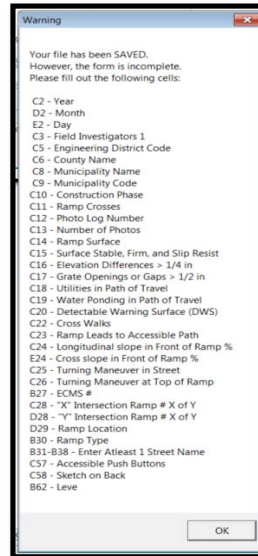 Warning
Your file has been SAVED.
However, the form is incomplete.
Please fill out the following cells:
C2 - Year
D2 - Month
E2 - Day
C3 - Field Investigators 1
C5 - Engineering District Code
C6 - County Name
C8 - Municipality Name
C9 - Municipality Code
C10 - Construction Phase
C11 - Ramp Crosses
C12 - Photo Log Number
C13 - Number of Photos
C14 - Ramp Surface
C15 - Surface Stable, Firm, and Slip Resist
C16 - Elevation Differences > 1/4 in
C17 - Grate Openings or Gaps > 1/2 in
C18 - Utilities in Path of Travel
C19 - Water Ponding in Path of Travel
C20 - Detectable Warning Surface (DWS)
C22 - Cross Walks
C23 - Ramp Leads to Accessible Path
C24 - Longitudinal slope in Front of Ramp %
E24 - Cross slope in Front of Ramp %
C25 - Turning Maneuver in Street
C26 - Turning Maneuver at Top of Ramp
B27 - ECMS #
C28 - "X" Intersection Ramp # X of Y
D28 - "Y" Intersection Ramp # X of Y
D29 - Ramp Location
B30 - Ramp Type
B31-B38 - Enter Atleast 1 Street Name
C57 - Accessible Push Buttons
C58 - Sketch on Back
B62 - Leve
OK